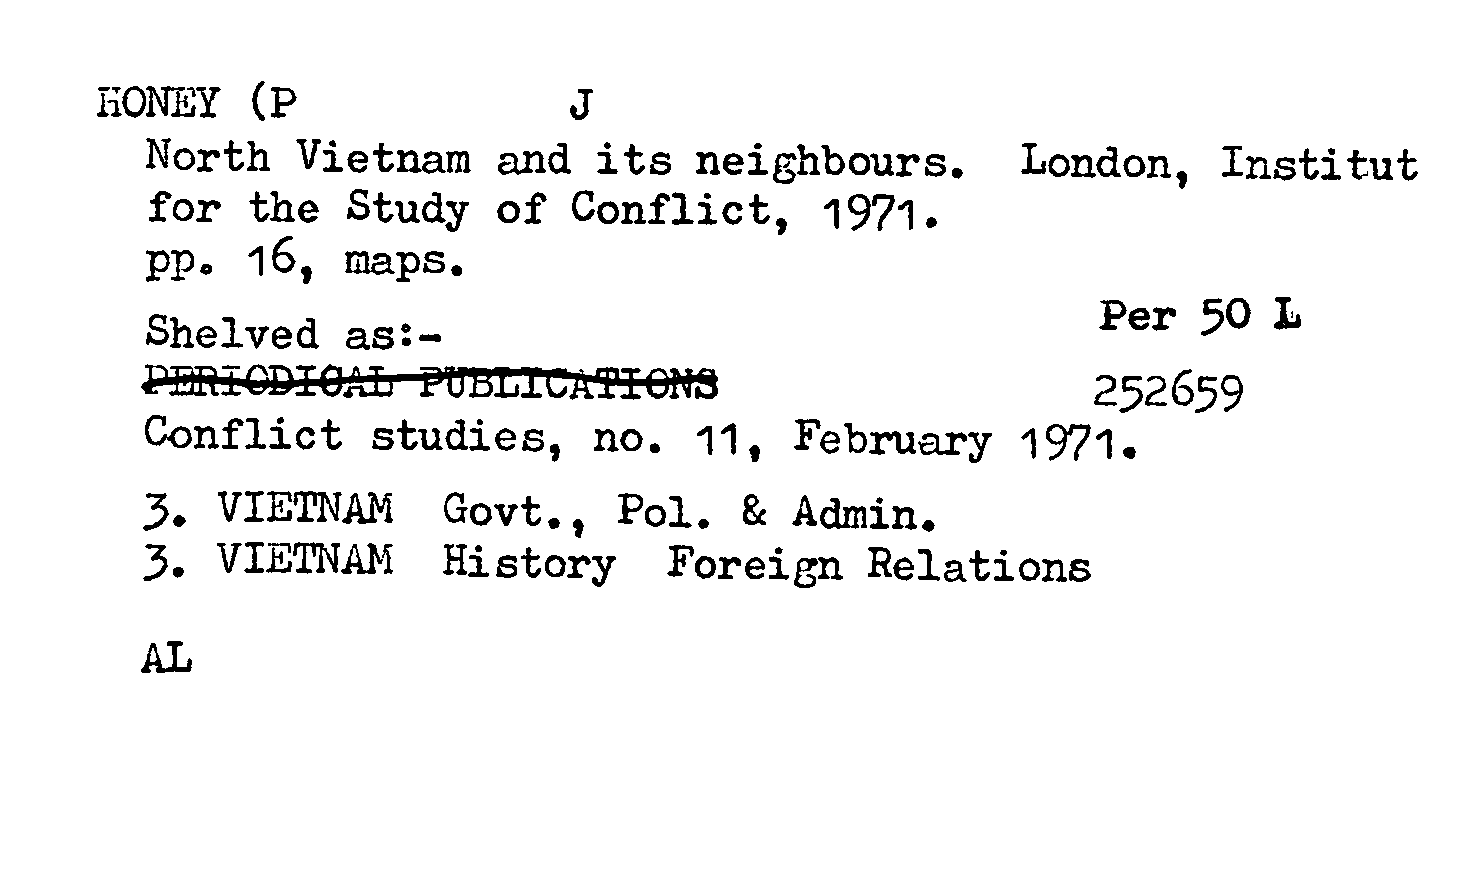 HONEY (P J
North Vietnam and its neighbours. London, Institut
for the Study of Conflict, 1971.
pp. 16, maps.
Per 50 L
Shelved as:-
PERIODICAL PUBLICATIONS
252659
Conflict studies, no. 11, February 1971.
3. VIETNAM Govt., Pol. & Admin.
3. VIETNAM History Foreign Relations
AL